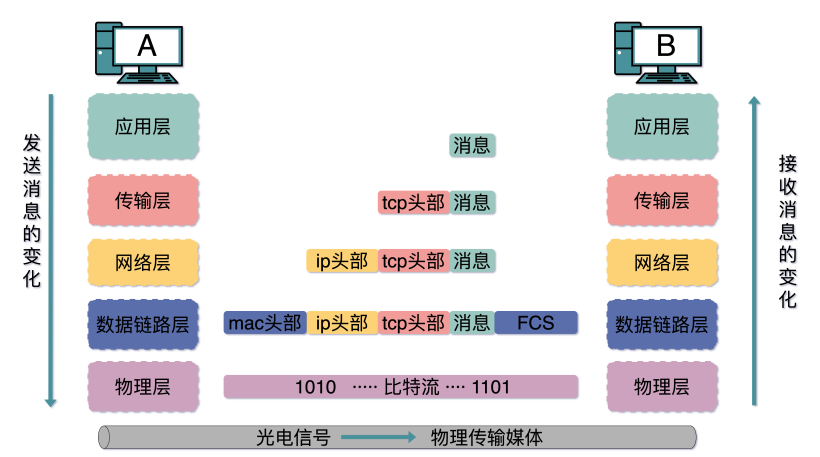 A
B
发送消息的变化
接收消息的变化
应用层
消息
应用层
传输层
tcp头部 消息
传输层
网络层
ip头部 tcp头部 消息
网络层
数据链路层
mac头部 ip头部 tcp头部 消息 FCS
数据链路层
物理层
1010 ····· 比特流 ···· 1101
物理层
光电信号 物理传输媒体